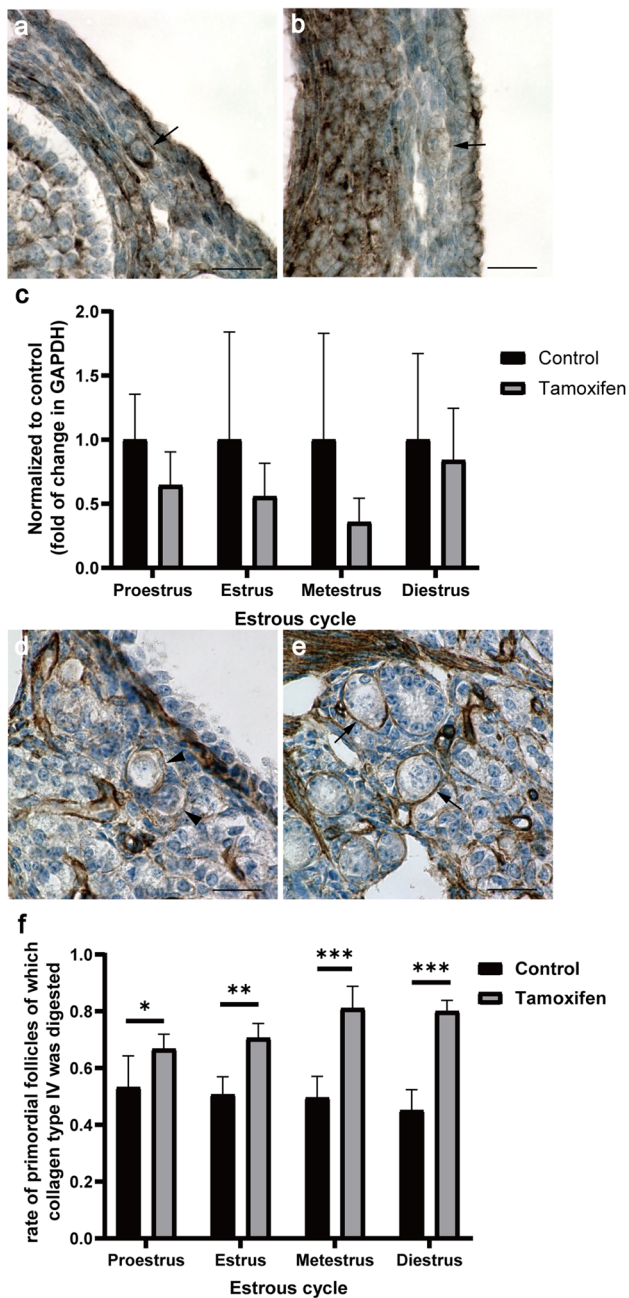 a
b
c
2.0
1.5
1.0
0.5
0.0
Normalized to control
(fold of change in GAPDH)
Control
Tamoxifen
Proestrus Estrus Metestrus Diestrus
Estrous cycle
d
e
f
1.0
0.8
0.6
0.4
0.2
0.0
rate of primordial follicles of which
collagen type IV was digested
* ** *** ***
Control
Tamoxifen
Proestrus Estrus Metestrus Diestrus
Estrous cycle